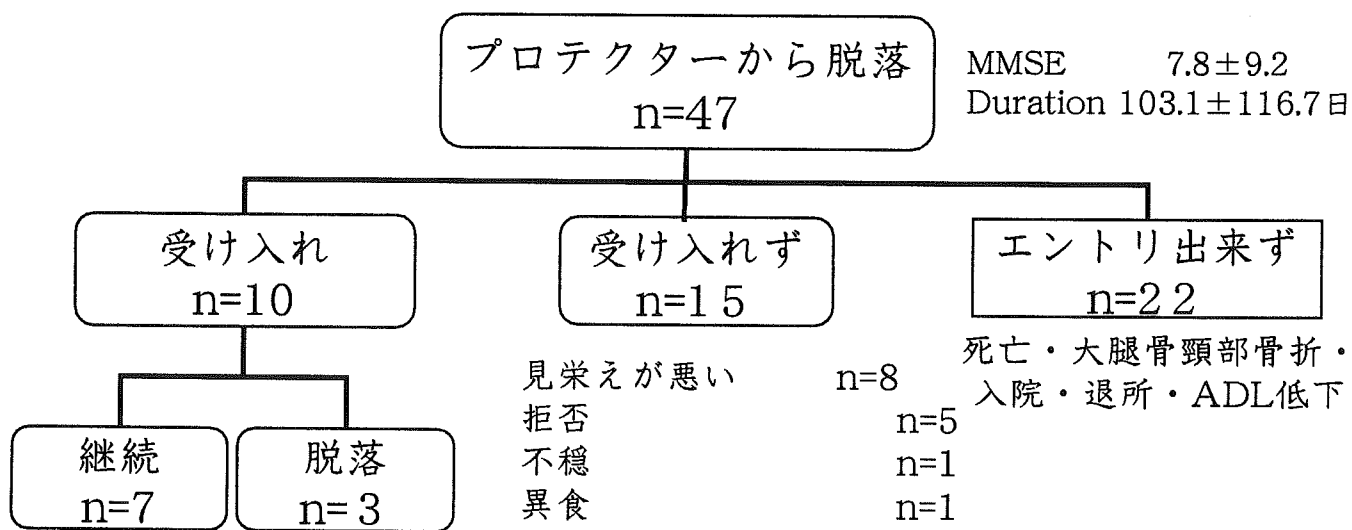 プロテクターから脱落
n=47
MMSE 7.8±9.2
Duration 103.1±116.7日
受け入れ
n=10
受け入れず
n=15
エントリ出来ず
n=22
継続
n=7
脱落
n=3
見栄えが悪い n=8
拒否 n=5
不穏 n=1
異食 n=1
死亡・大腿骨頸部骨折・
入院・退所・ADL低下